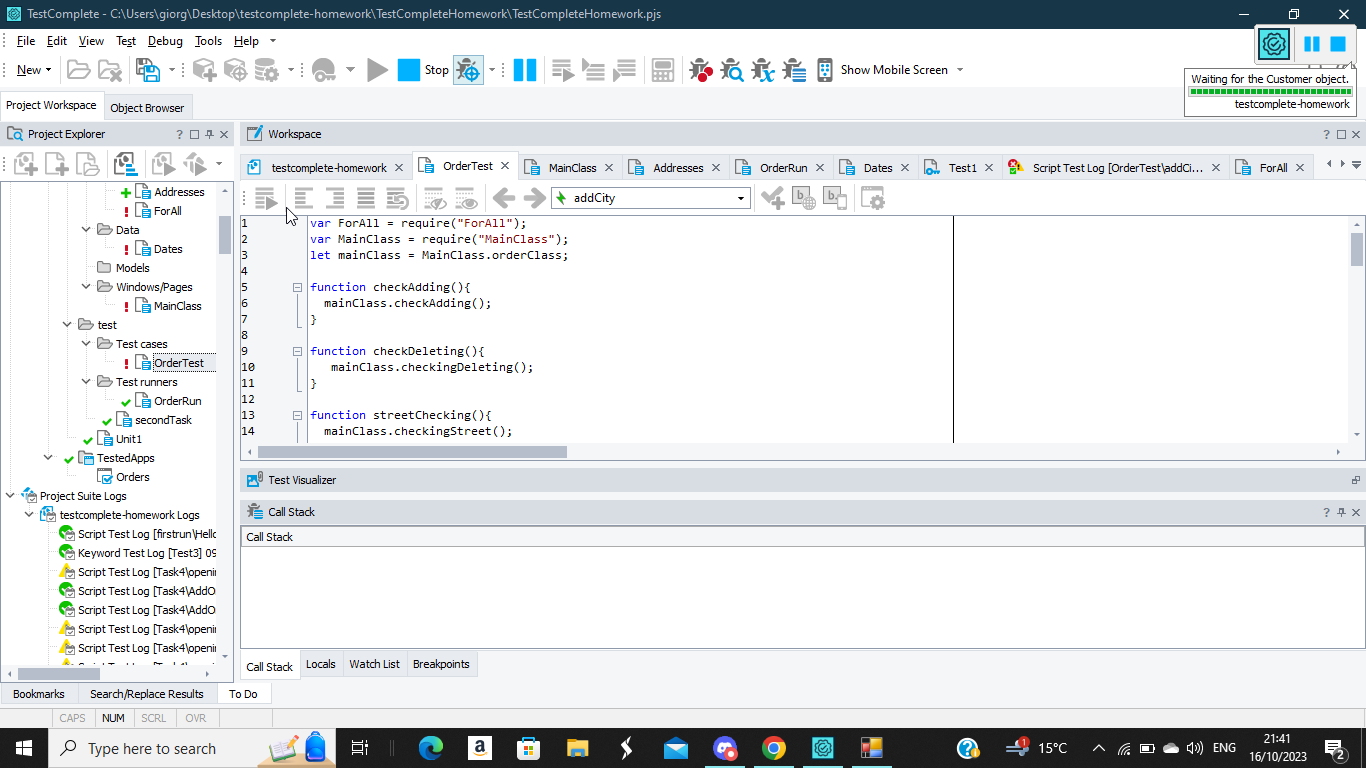 TestComplete - C:\Users\giorg\Desktop\testcomplete-homework\TestCompleteHomework\TestCompleteHomework.pjs
File Edit View Test Debug Tools Help
New Stop Show Mobile Screen
Waiting for the Customer object.
testcomplete-homework
Project Workspace Object Browser
Project Explorer
Workspace
testcomplete-homework OrderTest MainClass Addresses OrderRun Dates Test1 Script Test Log [OrderTest\addCi... ForAll
addCity
Addresses
ForAll
Data
Dates
Models
Windows/Pages
MainClass
test
Test cases
OrderTest
Test runners
OrderRun
secondTask
Unit1
TestedApps
Orders
Project Suite Logs
testcomplete-homework Logs
Script Test Log [firstrun\Hello
Keyword Test Log [Test3] 09
Script Test Log [Task4\openi
Script Test Log [Task4\AddO
Script Test Log [Task4\AddO
Script Test Log [Task4\openi
Script Test Log [Task4\openi
1 var ForAll = require("ForAll");
2 var MainClass = require("MainClass");
3 let mainClass = MainClass.orderClass;
4
5 function checkAdding(){
6 mainClass.checkAdding();
7 }
8
9 function checkDeleting(){
10 mainClass.checkingDeleting();
11 }
12
13 function streetChecking(){
14 mainClass.checkingStreet();
Test Visualizer
Call Stack
Call Stack
Call Stack Locals Watch List Breakpoints
Bookmarks Search/Replace Results To Do
CAPS NUM SCRL OVR
Type here to search
15°C
ENG
21:41
16/10/2023
2